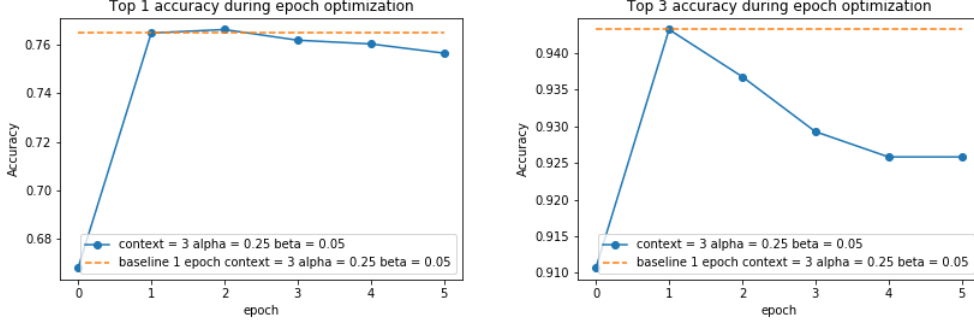 Top 1 accuracy during epoch optimization
0.76
0.74
0.72
0.70
0.68
Accuracy
context = 3 alpha = 0.25 beta = 0.05
baseline 1 epoch context = 3 alpha = 0.25 beta = 0.05
0 1 2 3 4 5
epoch
Top 3 accuracy during epoch optimization
0.940
0.935
0.930
0.925
0.920
0.915
0.910
Accuracy
context = 3 alpha = 0.25 beta = 0.05
baseline 1 epoch context = 3 alpha = 0.25 beta = 0.05
0 1 2 3 4 5
epoch